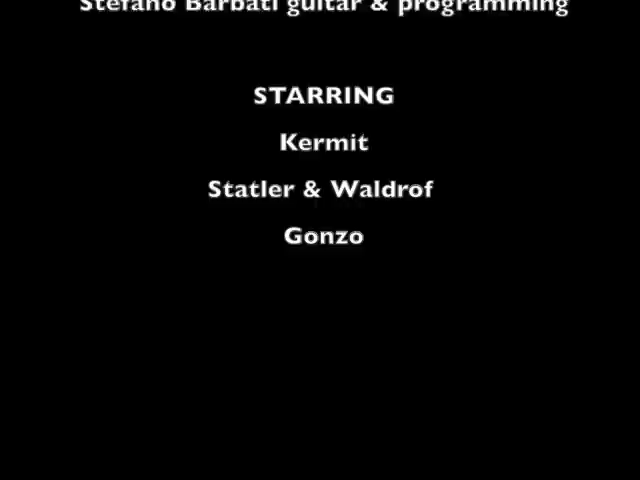 Stefano Barbati guitar & programming
STARRING
Kermit
Statler & Waldrof
Gonzo